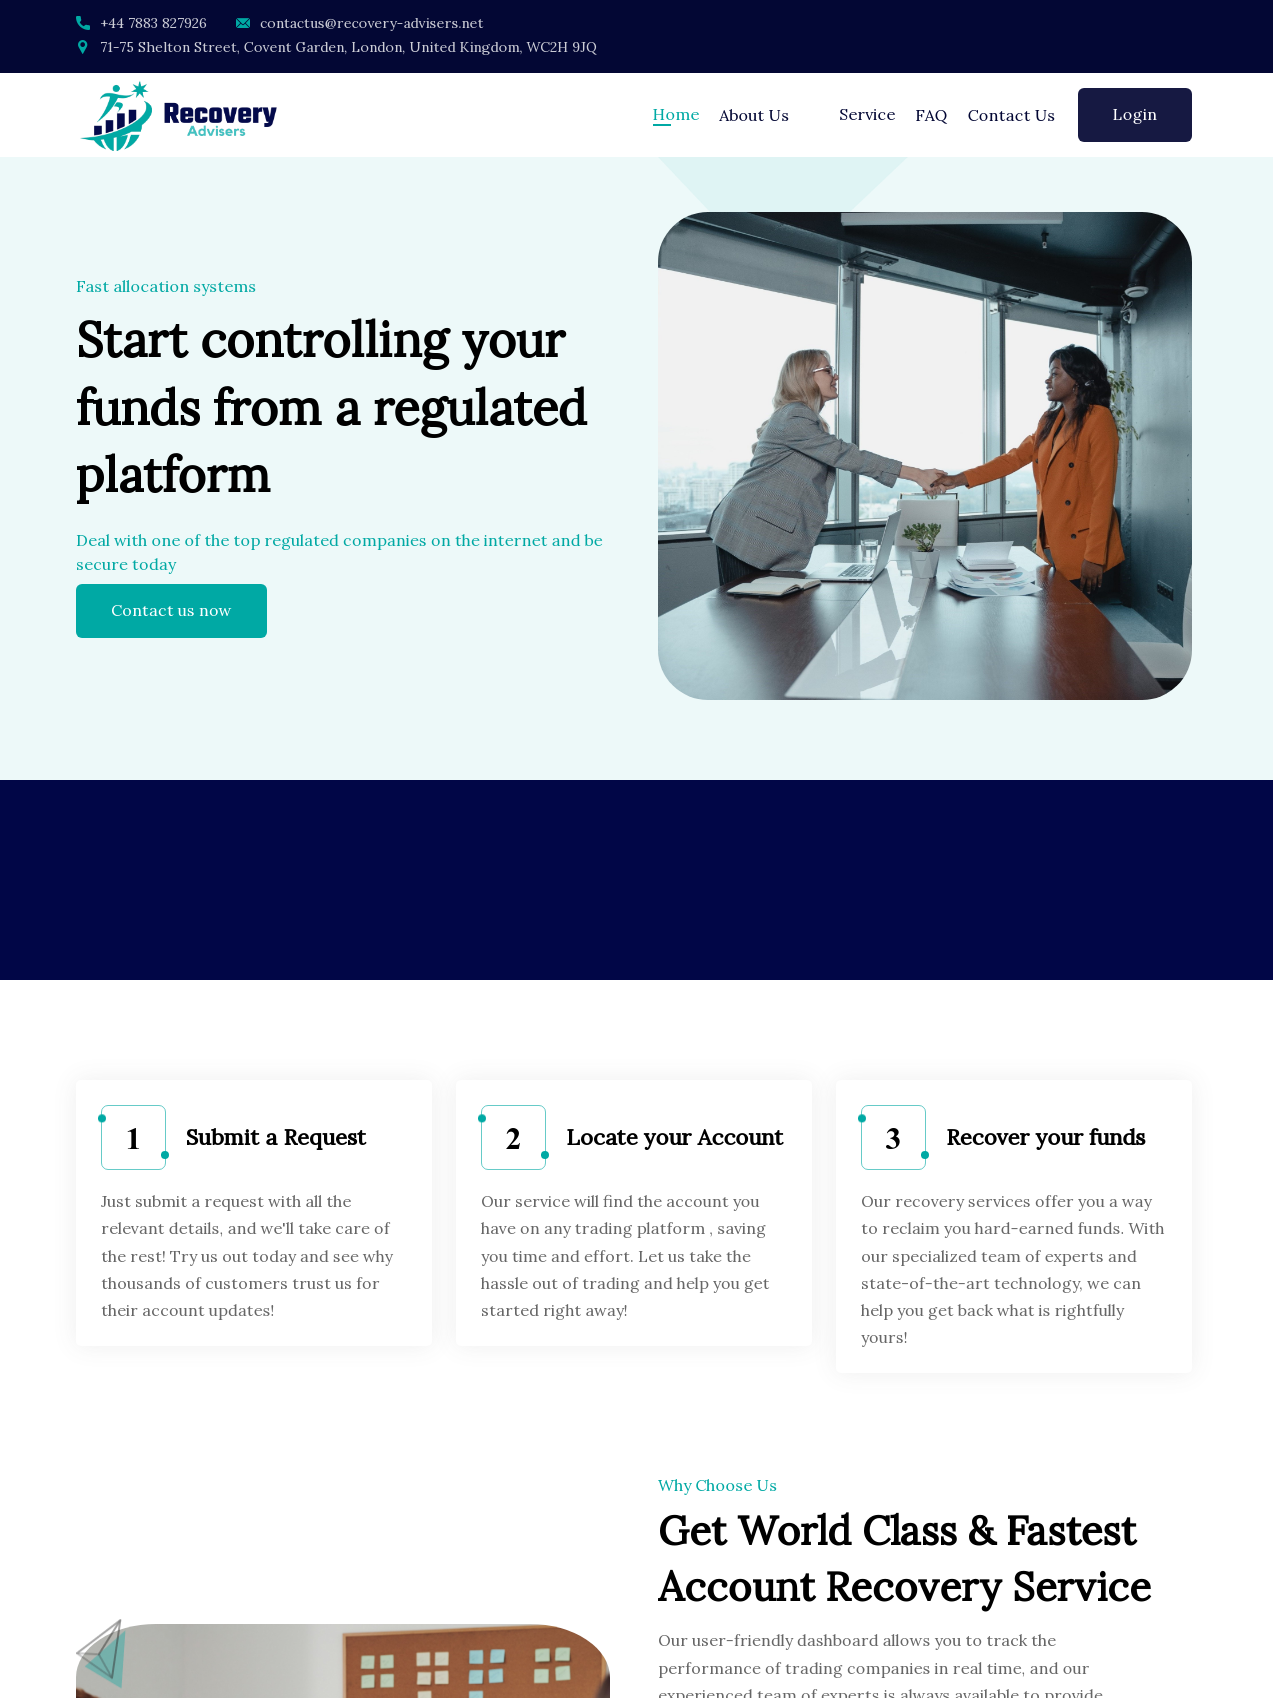 +44 7883 827926 contactus@recovery-advisers.net
71-75 Shelton Street, Covent Garden, London, United Kingdom, WC2H 9JQ
Recovery
Advisers
Home About Us Service FAQ Contact Us Login
Fast allocation systems
Start controlling your
funds from a regulated
platform
Deal with one of the top regulated companies on the internet and be
secure today
Contact us now
1 Submit a Request
Just submit a request with all the
relevant details, and we'll take care of
the rest! Try us out today and see why
thousands of customers trust us for
their account updates!
2 Locate your Account
Our service will find the account you
have on any trading platform , saving
you time and effort. Let us take the
hassle out of trading and help you get
started right away!
3 Recover your funds
Our recovery services offer you a way
to reclaim you hard-earned funds. With
our specialized team of experts and
state-of-the-art technology, we can
help you get back what is rightfully
yours!
Why Choose Us
Get World Class & Fastest
Account Recovery Service
Our user-friendly dashboard allows you to track the
performance of trading companies in real time, and our
experienced team of experts is always available to provide